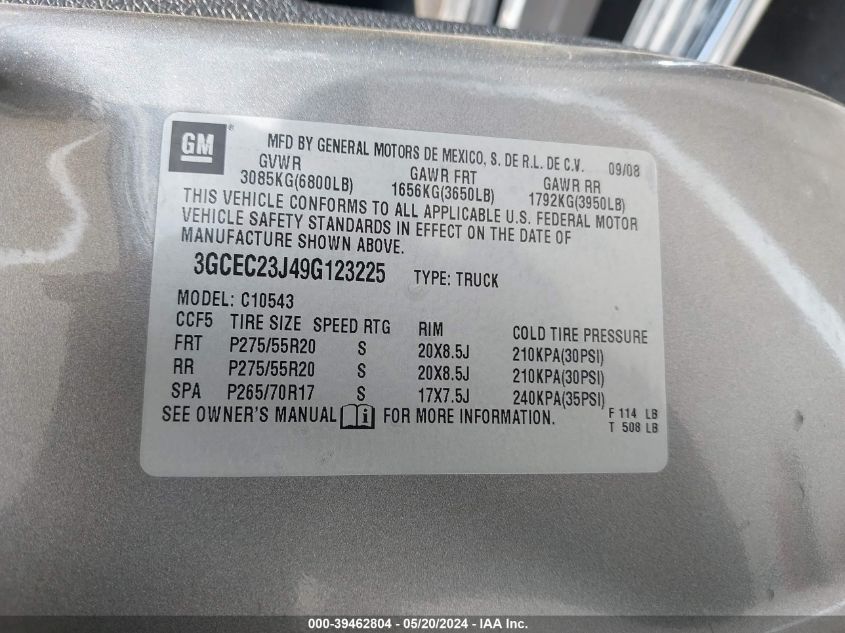 GM® MFD BY GENERAL MOTORS DE MEXICO, S. DE R.L. DE C.V. 09/08
GVWR GAWR FRT GAWR RR
3085KG(6800LB) 1656KG(3650LB) 1792KG(3950LB)
THIS VEHICLE CONFORMS TO ALL APPLICABLE U.S. FEDERAL MOTOR
VEHICLE SAFETY STANDARDS IN EFFECT ON THE DATE OF
MANUFACTURE SHOWN ABOVE.
3GCEC23J49G123225 TYPE: TRUCK
MODEL: C10543
CCF5 TIRE SIZE SPEED RTG RIM COLD TIRE PRESSURE
FRT P275/55R20 S 20X8.5J 210KPA(30PSI)
RR P275/55R20 S 20X8.5J 210KPA(30PSI)
SPA P265/70R17 S 17X7.5J 240KPA(35PSI)
SEE OWNER'S MANUAL i FOR MORE INFORMATION.
F 114 LB
T 508 LB
000-39462804 - 05/20/2024 - IAA Inc.